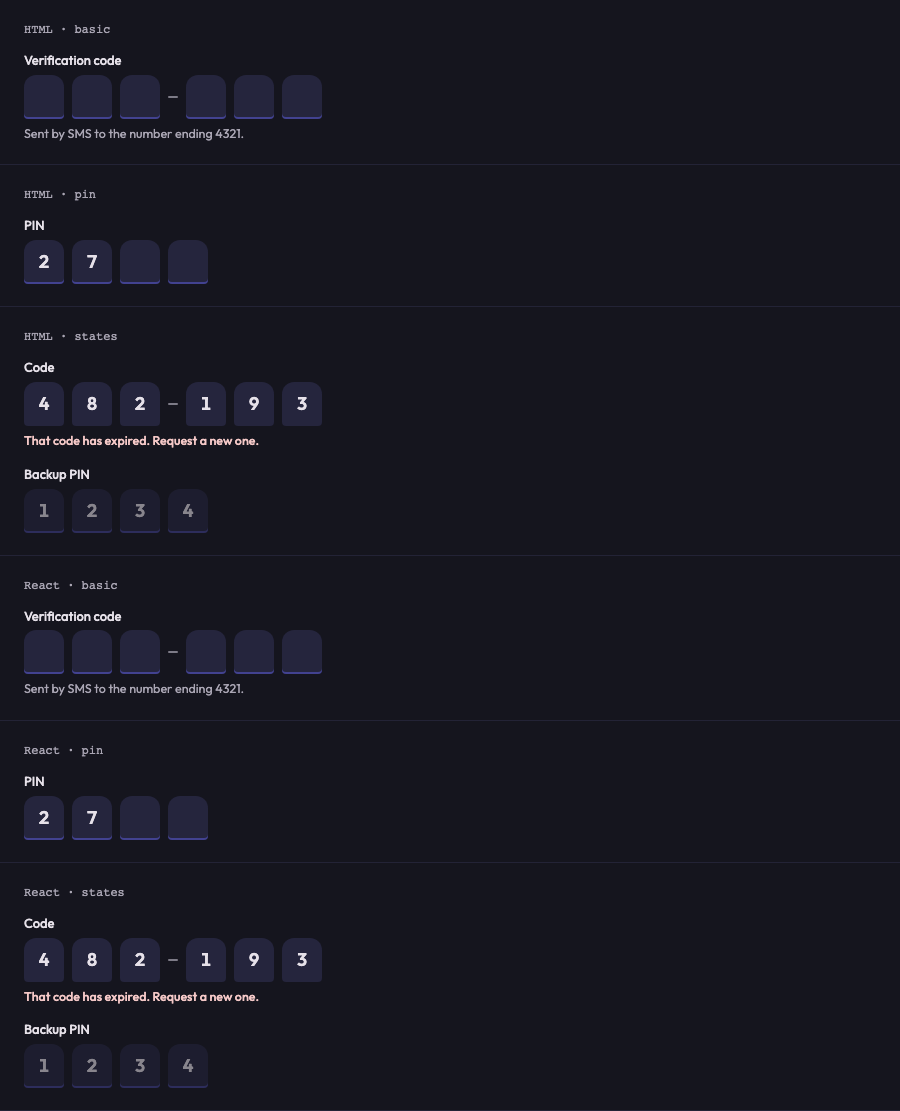 HTML · basic
Verification code
–
Sent by SMS to the number ending 4321.
HTML · pin
PIN
2 7
HTML · states
Code
4 8 2 – 1 9 3
That code has expired. Request a new one.
Backup PIN
1 2 3 4
React · basic
Verification code
–
Sent by SMS to the number ending 4321.
React · pin
PIN
2 7
React · states
Code
4 8 2 – 1 9 3
That code has expired. Request a new one.
Backup PIN
1 2 3 4